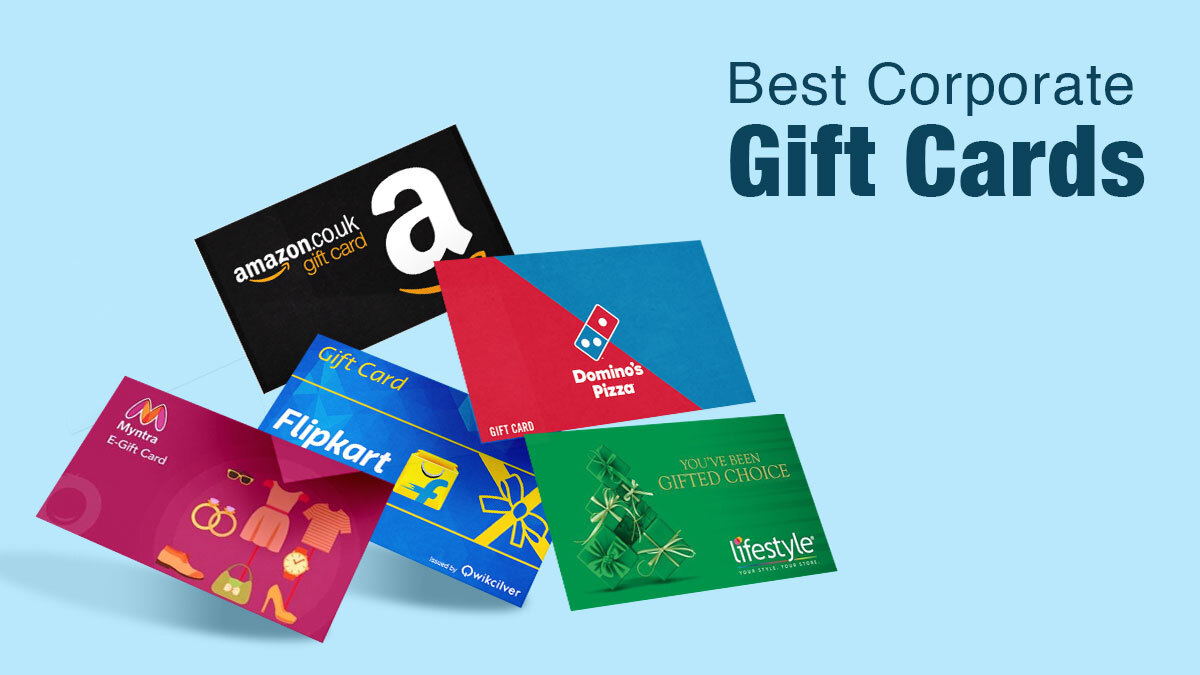 Best Corporate
Gift Cards
amazon.co.uk
gift card
a
Domino's
Pizza
GIFT CARD
Gift Card
Flipkart
f
issued by Qwikcilver
Myntra
E-Gift Card
YOU'VE BEEN
GIFTED CHOICE
lifestyle®
YOUR STYLE. YOUR STORE.